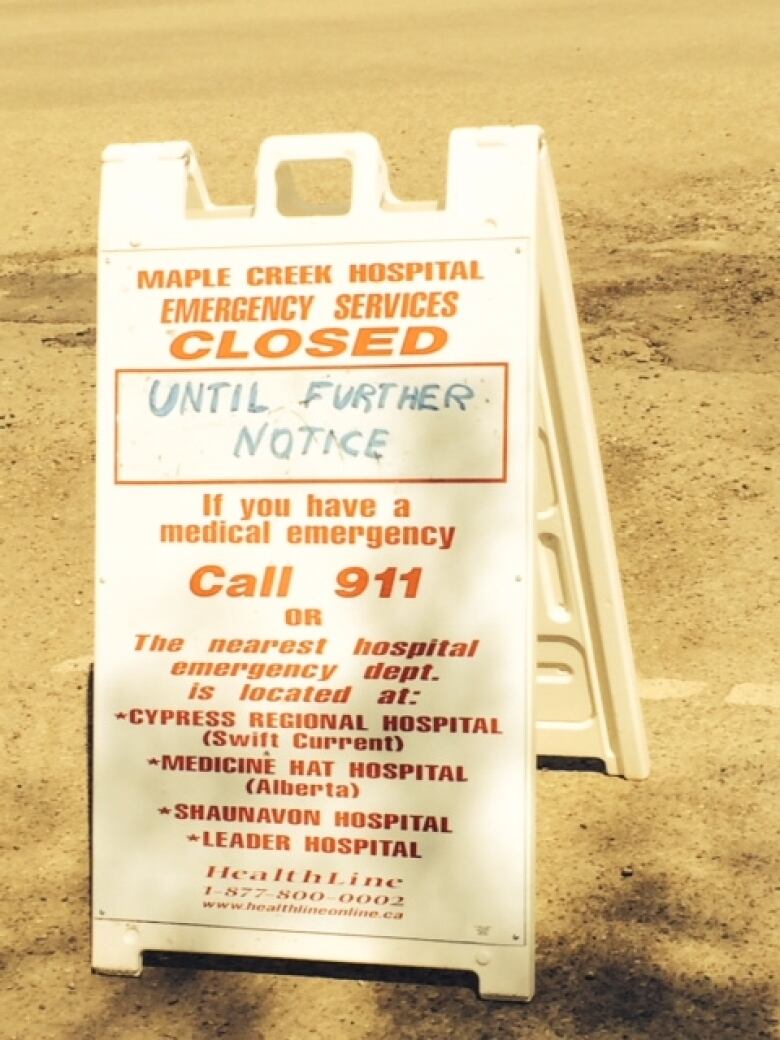 MAPLE CREEK HOSPITAL
EMERGENCY SERVICES
CLOSED
UNTIL FURTHER
NOTICE
If you have a
medical emergency
Call 911
OR
The nearest hospital
emergency dept.
is located at:
*CYPRESS REGIONAL HOSPITAL
(Swift Current)
*MEDICINE HAT HOSPITAL
(Alberta)
*SHAUNAVON HOSPITAL
*LEADER HOSPITAL
HealthLine
1-877-800-0002
www.healthlineonline.ca